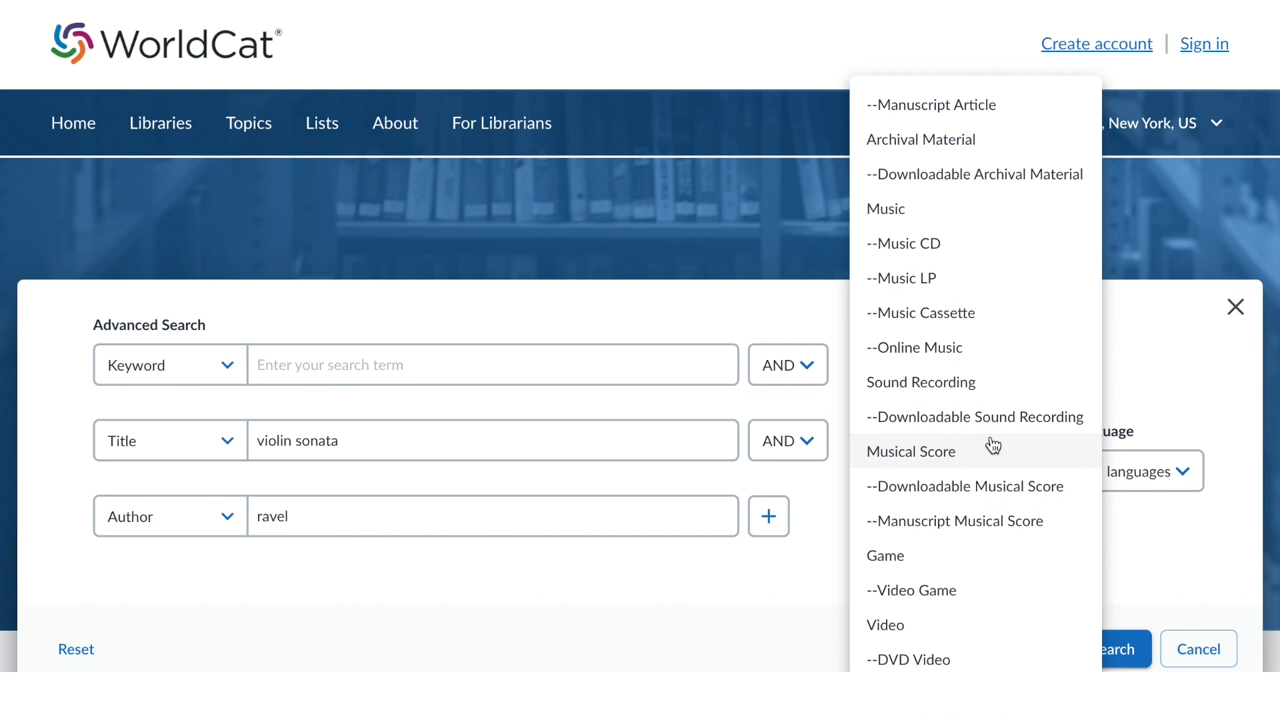 WorldCat®
Create account
Sign in
Home
Libraries
Topics
Lists
About
For Librarians
, New York, US
Advanced Search
Keyword
Enter your search term
AND
Title
violin sonata
AND
Author
ravel
+
Reset
--Manuscript Article
Archival Material
--Downloadable Archival Material
Music
--Music CD
--Music LP
--Music Cassette
--Online Music
Sound Recording
--Downloadable Sound Recording
Musical Score
--Downloadable Musical Score
--Manuscript Musical Score
Game
--Video Game
Video
--DVD Video
uage
languages
earch
Cancel